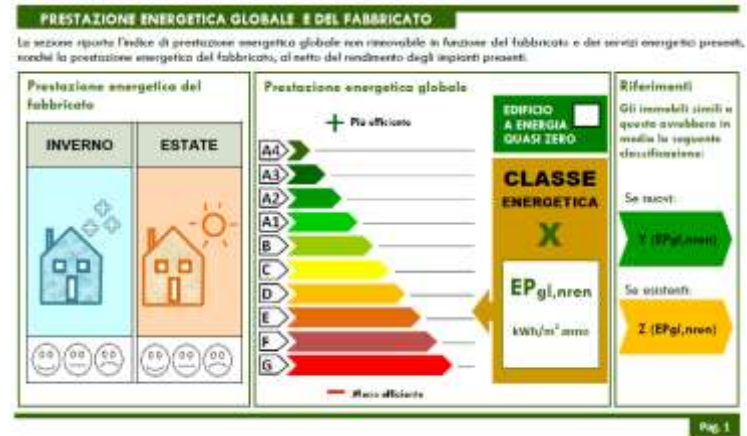 PRESTAZIONE ENERGETICA GLOBALE E DEL FABBRICATO
La sezione riporta l'indice di prestazione energetica globale non rinnovabile in funzione del fabbricato e dei servizi energetici presenti,
nonché la prestazione energetica del fabbricato, al netto del rendimento degli impianti presenti.
Prestazione energetica del
fabbricato
INVERNO
ESTATE
Prestazione energetica globale
+ Più efficiente
A4
A3
A2
A1
B
C
D
E
F
G
— Meno efficiente
EDIFICIO
A ENERGIA
QUASI ZERO
CLASSE
ENERGETICA
X
EPgl,nren
kWh/m² anno
Riferimenti
Gli immobili simili a
questo avrebbero in
media la seguente
classificazione:
Se nuovi:
Y (EPgl,nren)
Se esistenti:
Z (EPgl,nren)
Pag. 1